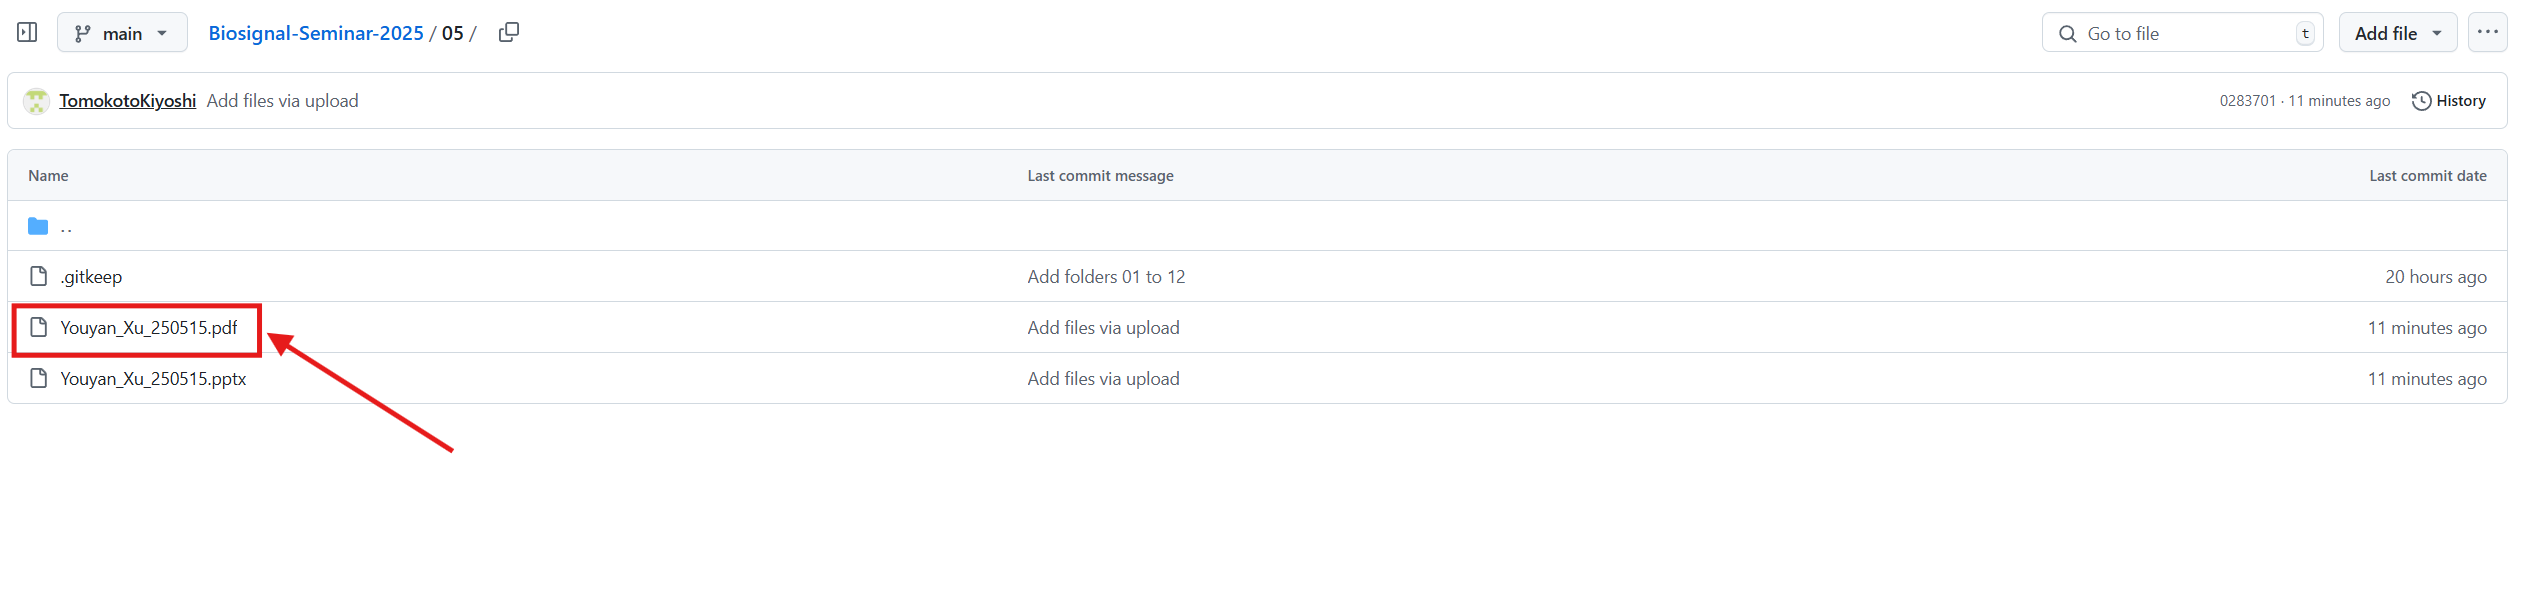 main Biosignal-Seminar-2025 / 05 / Go to file t Add file ...
TomokotoKiyoshi Add files via upload 0283701 · 11 minutes ago History
Name Last commit message Last commit date
..
.gitkeep Add folders 01 to 12 20 hours ago
Youyan_Xu_250515.pdf Add files via upload 11 minutes ago
Youyan_Xu_250515.pptx Add files via upload 11 minutes ago